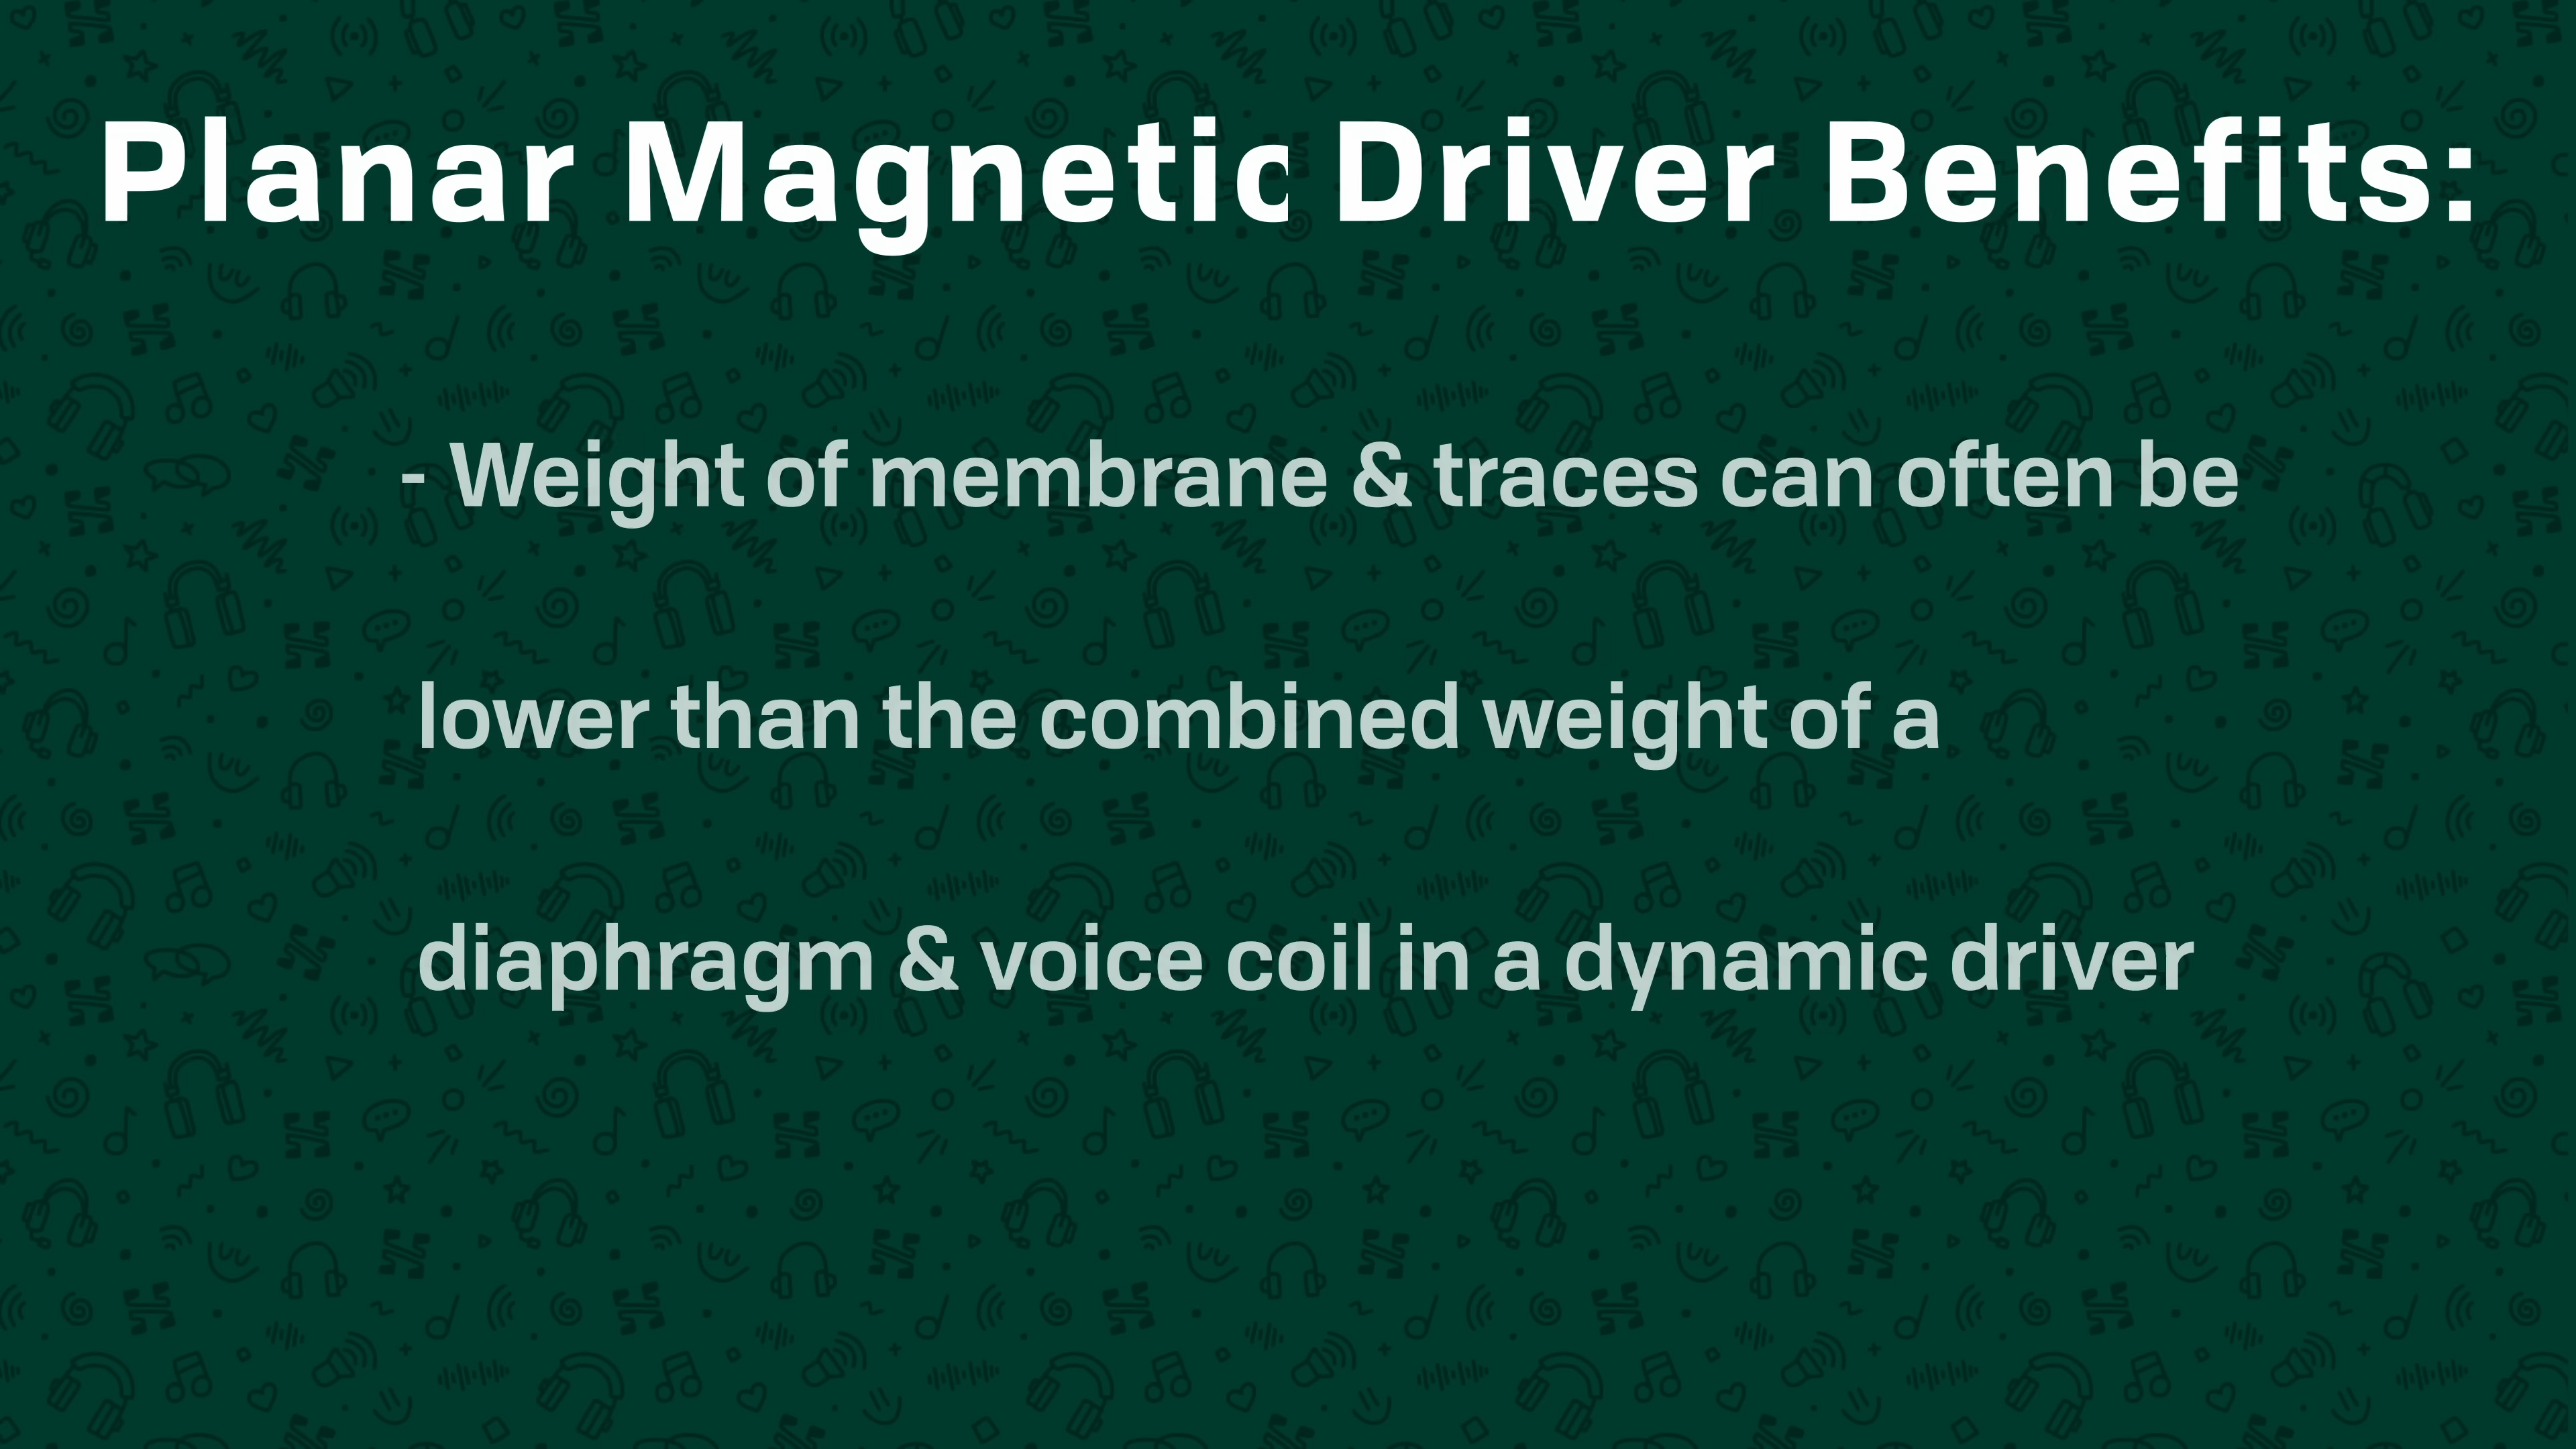 Planar Magnetic Driver Benefits:
- Weight of membrane & traces can often be
lower than the combined weight of a
diaphragm & voice coil in a dynamic driver